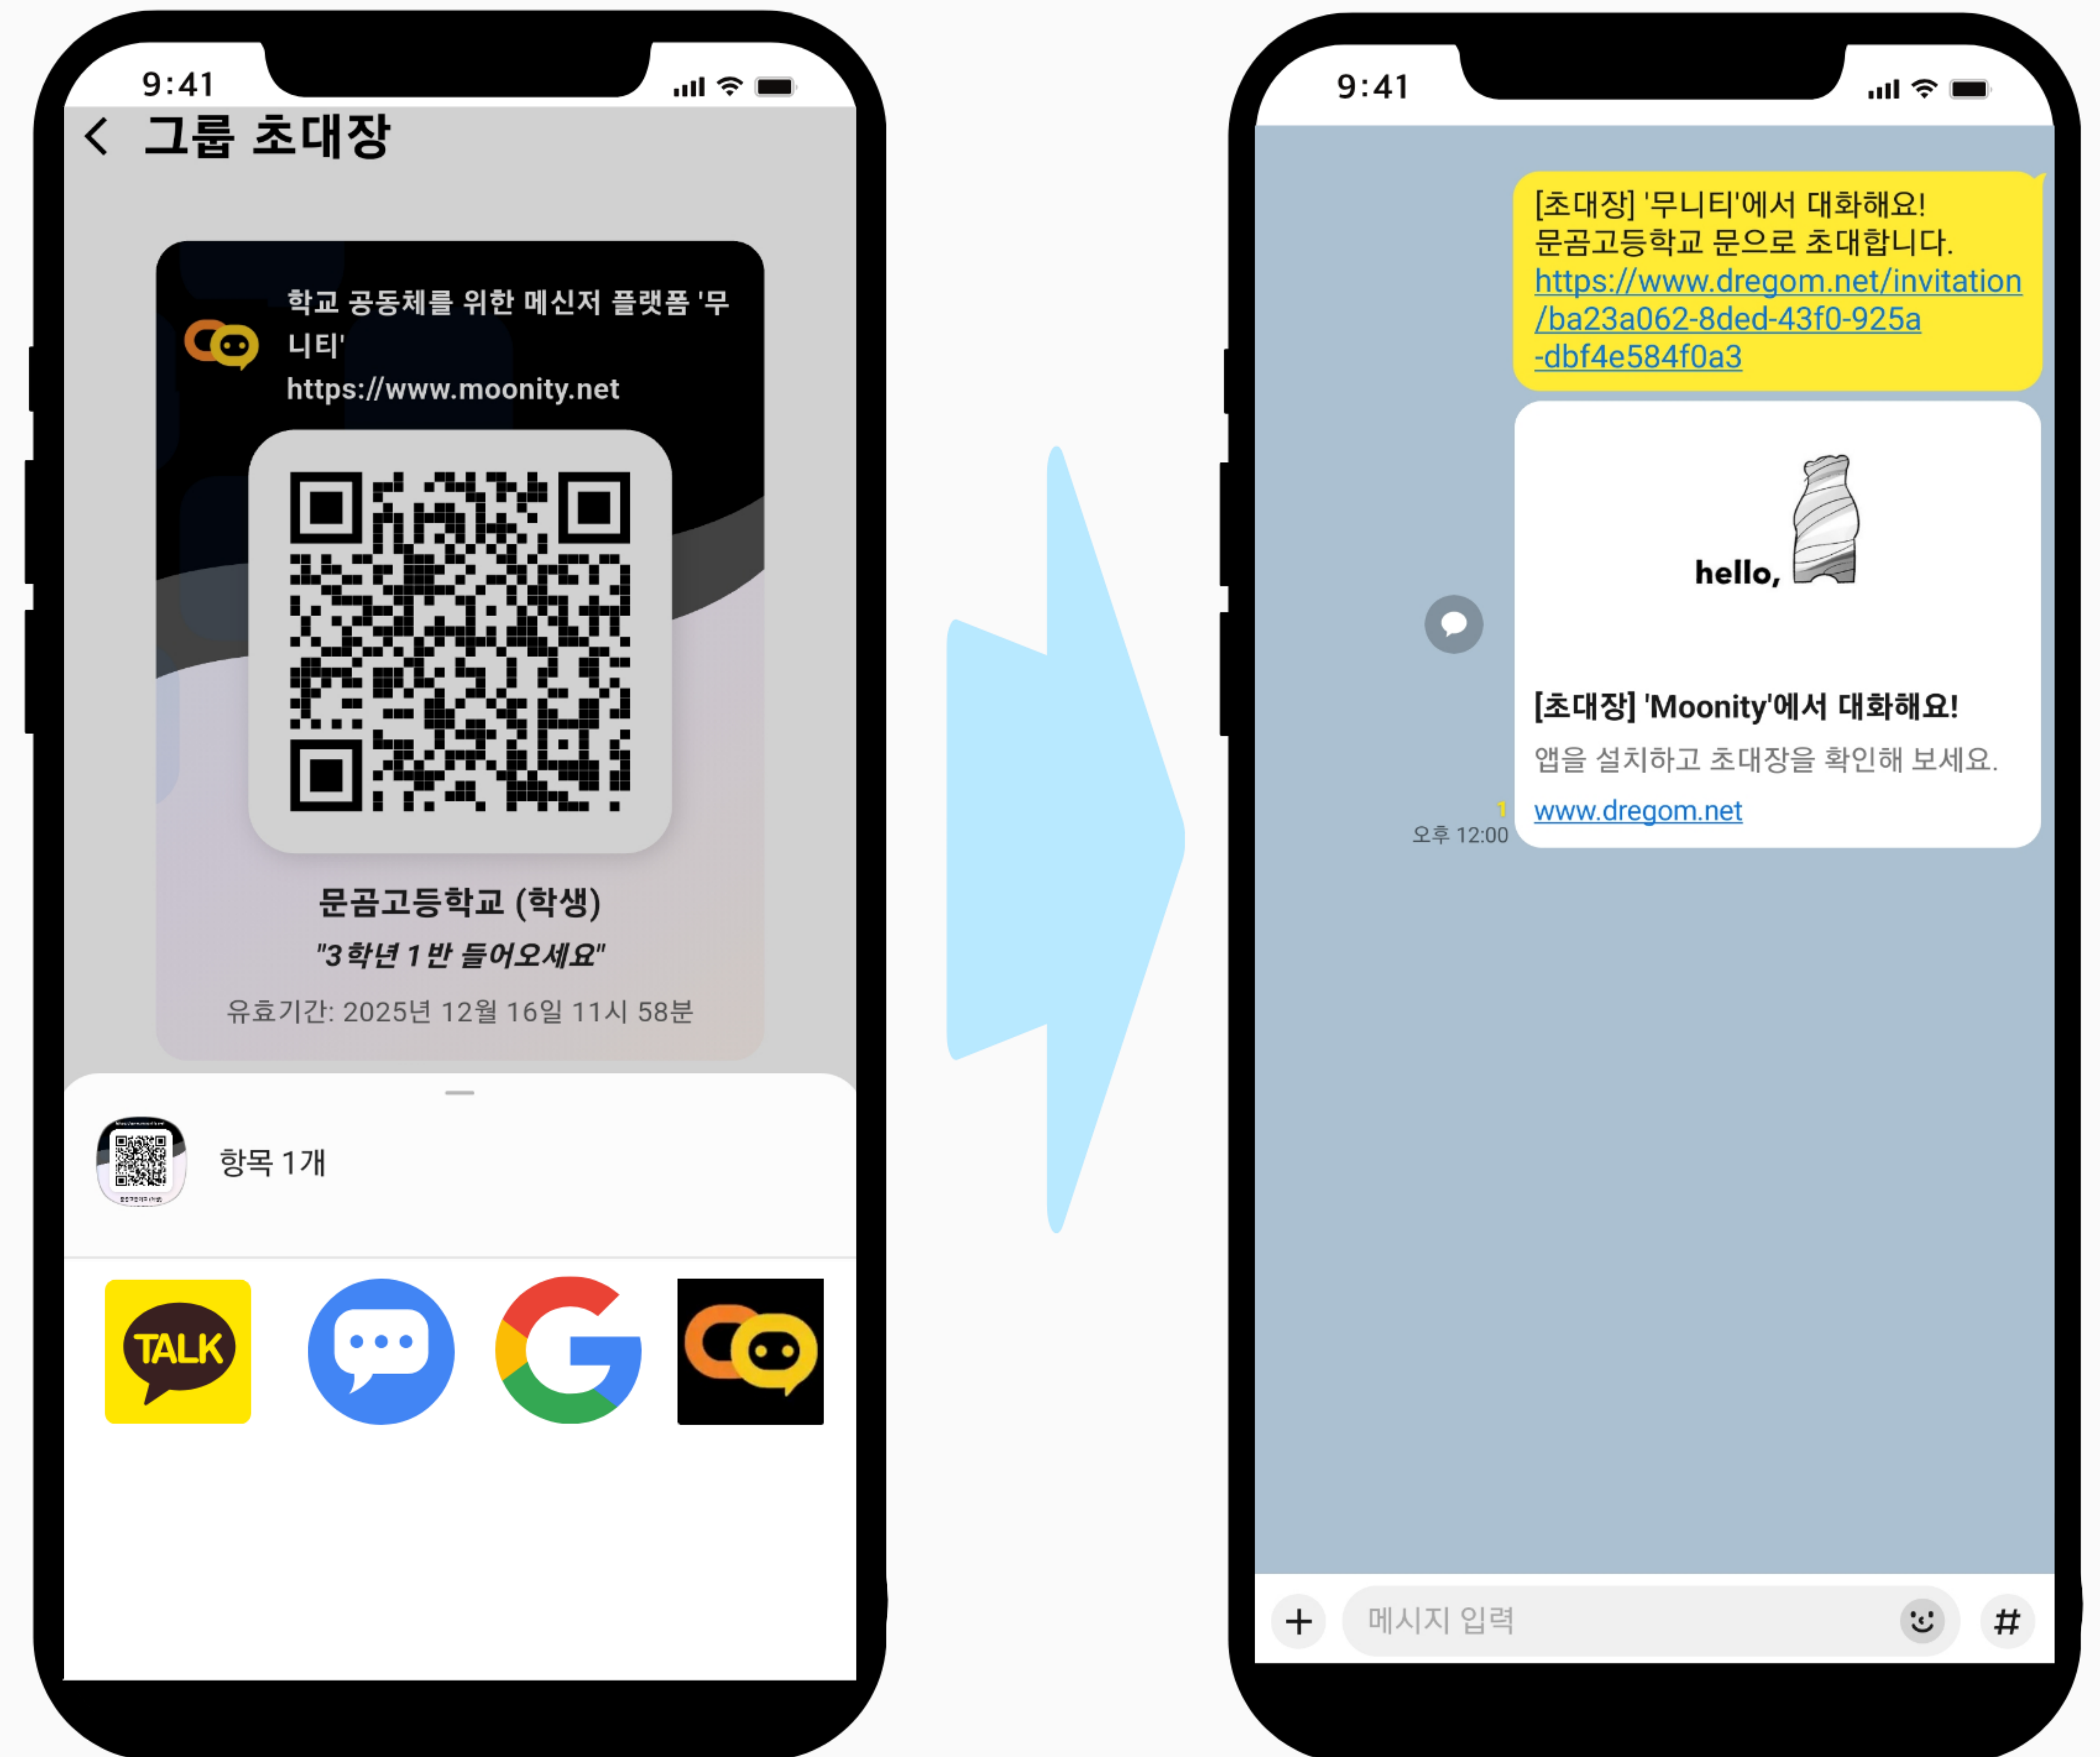 9:41
그룹 초대장
학교 공동체를 위한 메신저 플랫폼 '무
니티'
https://www.moonity.net
문곰고등학교 (학생)
"3학년 1반 들어오세요"
유효기간: 2025년 12월 16일 11시 58분
항목 1개
TALK
9:41
[초대장] '무니티'에서 대화해요!
문곰고등학교 문으로 초대합니다.
https://www.dregom.net/invitation
/ba23a062-8ded-43f0-925a
-dbf4e584f0a3
hello,
[초대장] 'Moonity'에서 대화해요!
앱을 설치하고 초대장을 확인해 보세요.
www.dregom.net
1
오후 12:00
메시지 입력
#